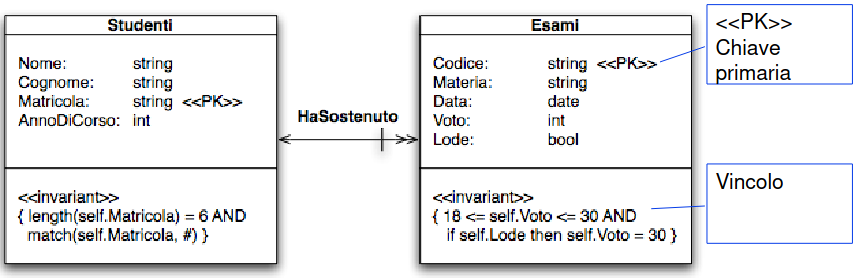 Studenti
Nome: string
Cognome: string
Matricola: string <<PK>>
AnnoDiCorso: int
<<invariant>>
{ length(self.Matricola) = 6 AND
match(self.Matricola, #) }
HaSostenuto
Esami
Codice: string <<PK>>
Materia: string
Data: date
Voto: int
Lode: bool
<<invariant>>
{ 18 <= self.Voto <= 30 AND
if self.Lode then self.Voto = 30 }
<<PK>>
Chiave
primaria
Vincolo